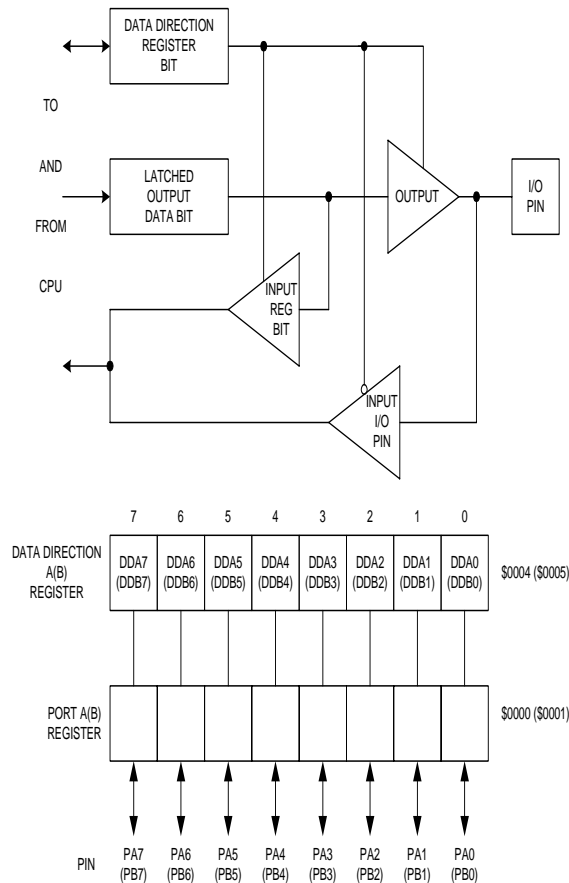 DATA DIRECTION
REGISTER
BIT
TO
AND
FROM
CPU
LATCHED
OUTPUT
DATA BIT
OUTPUT
I/O
PIN
INPUT
REG
BIT
INPUT
I/O
PIN
7 6 5 4 3 2 1 0
DATA DIRECTION
A(B)
REGISTER
DDA7 DDA6 DDA5 DDA4 DDA3 DDA2 DDA1 DDA0
(DDB7) (DDB6) (DDB5) (DDB4) (DDB3) (DDB2) (DDB1) (DDB0)
$0004 ($0005)
PORT A(B)
REGISTER
$0000 ($0001)
PIN
PA7 PA6 PA5 PA4 PA3 PA2 PA1 PA0
(PB7) (PB6) (PB5) (PB4) (PB3) (PB2) (PB1) (PB0)